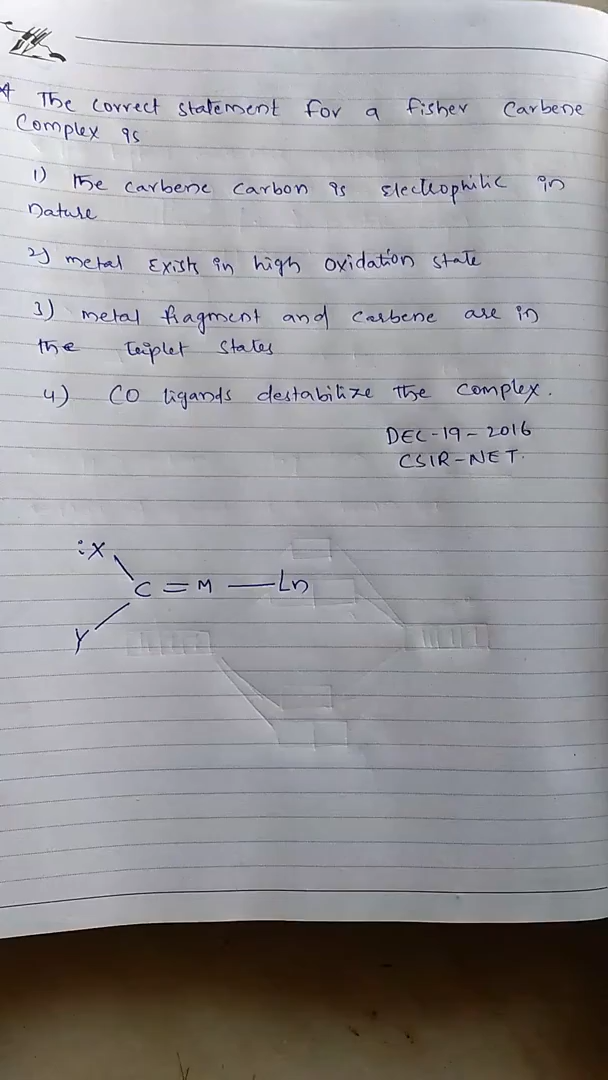 * The correct statement for a fisher Carbene
Complex is
1) the carbene carbon is Electrophilic in
nature
2) metal Exists in high oxidation state
3) metal fragment and carbene are in
the triplet states
4) CO ligands destabilize the complex.
DEC-19-2016
CSIR-NET.
:X
C = M — Ln
Y